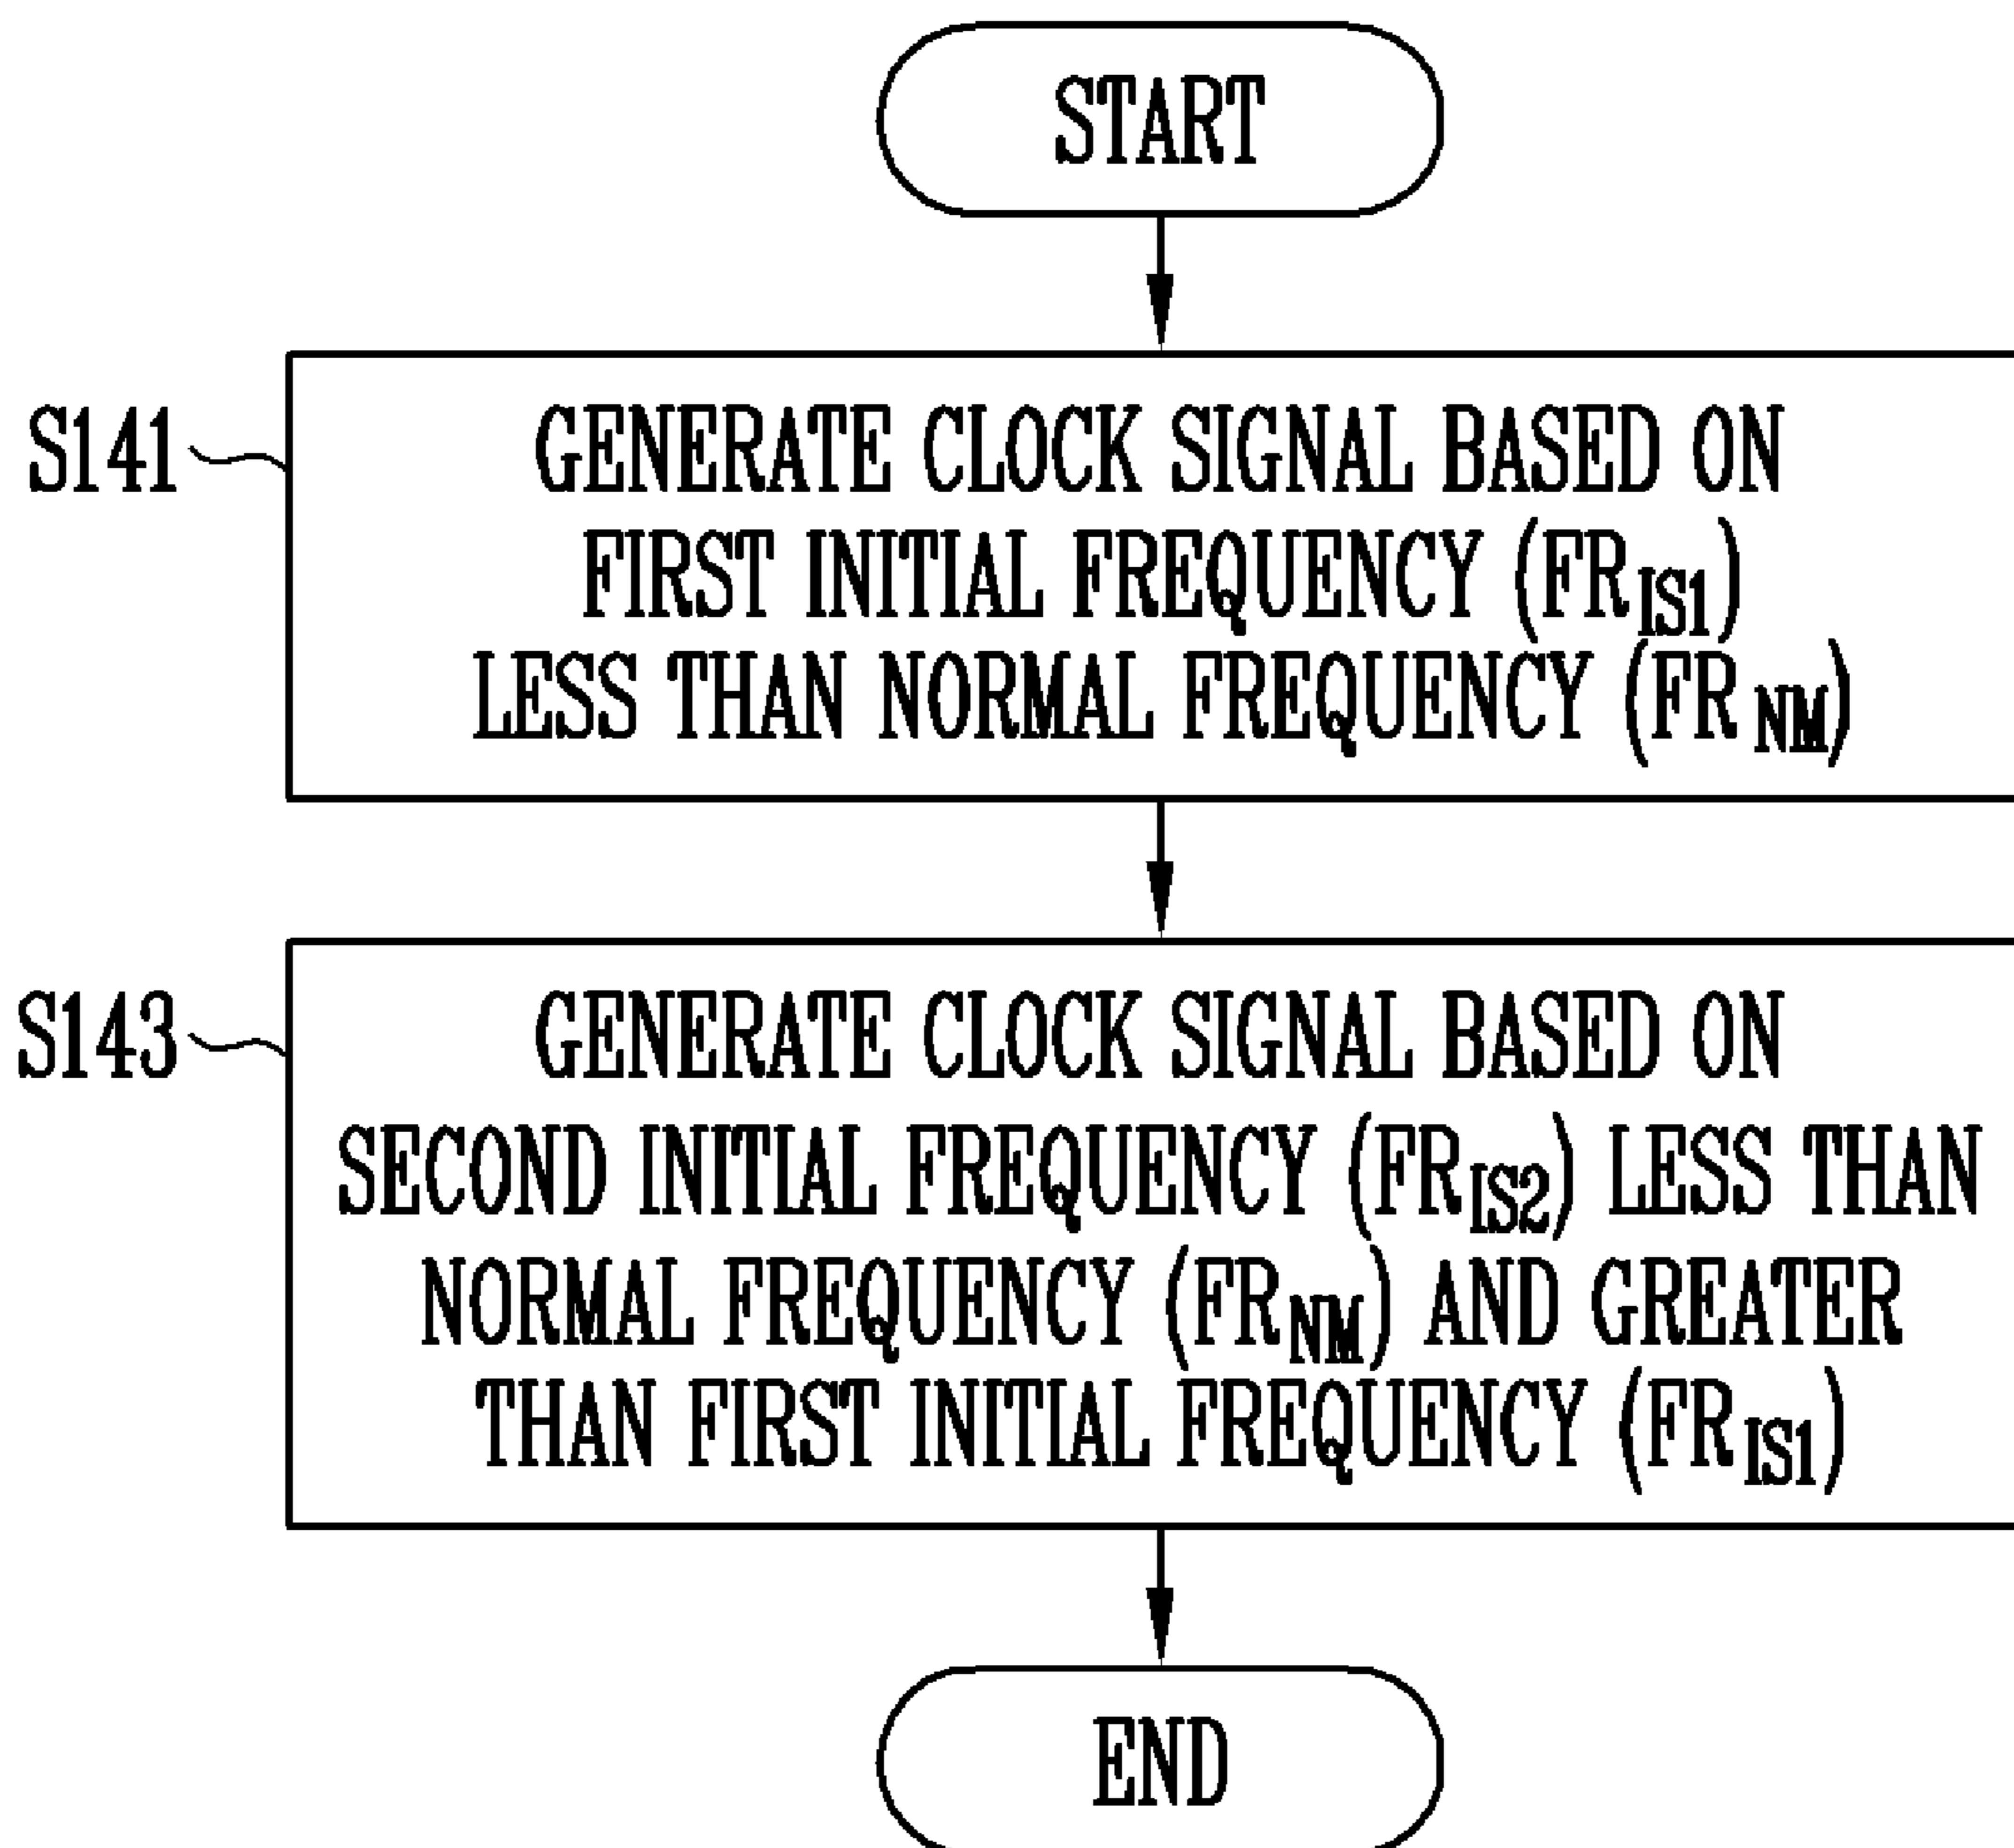 START
S141
GENERATE CLOCK SIGNAL BASED ON
FIRST INITIAL FREQUENCY (FRIS1)
LESS THAN NORMAL FREQUENCY (FRNM)
S143
GENERATE CLOCK SIGNAL BASED ON
SECOND INITIAL FREQUENCY (FRIS2) LESS THAN
NORMAL FREQUENCY (FRNM) AND GREATER
THAN FIRST INITIAL FREQUENCY (FRIS1)
END